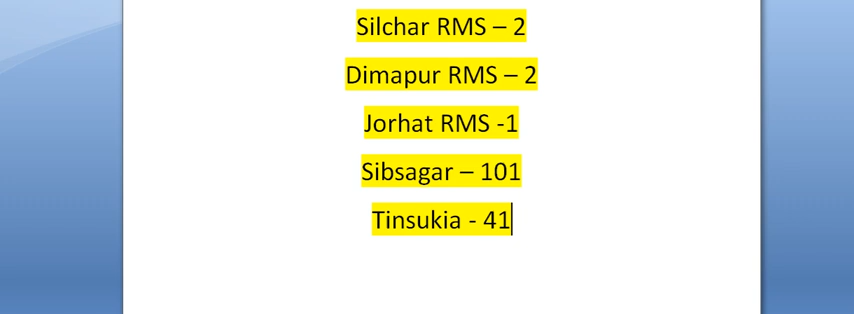 Silchar RMS – 2
Dimapur RMS – 2
Jorhat RMS -1
Sibsagar – 101
Tinsukia - 41